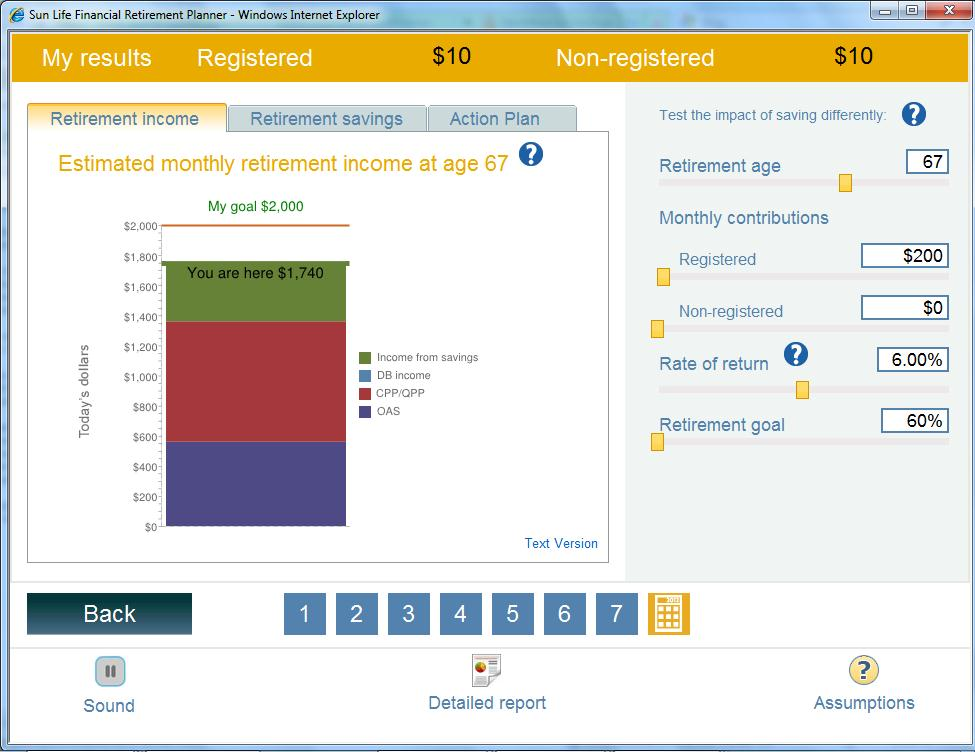 Sun Life Financial Retirement Planner - Windows Internet Explorer
My results Registered $10 Non-registered $10
Retirement income Retirement savings Action Plan
Estimated monthly retirement income at age 67 ?
My goal $2,000
$2,000
$1,800
You are here $1,740
$1,600
$1,400
$1,200
$1,000
$800
$600
$400
$200
$0
Today's dollars
Income from savings
DB income
CPP/QPP
OAS
Text Version
Test the impact of saving differently: ?
Retirement age 67
Monthly contributions
Registered $200
Non-registered $0
Rate of return ? 6.00%
Retirement goal 60%
Back 1 2 3 4 5 6 7
Sound
Detailed report
?
Assumptions